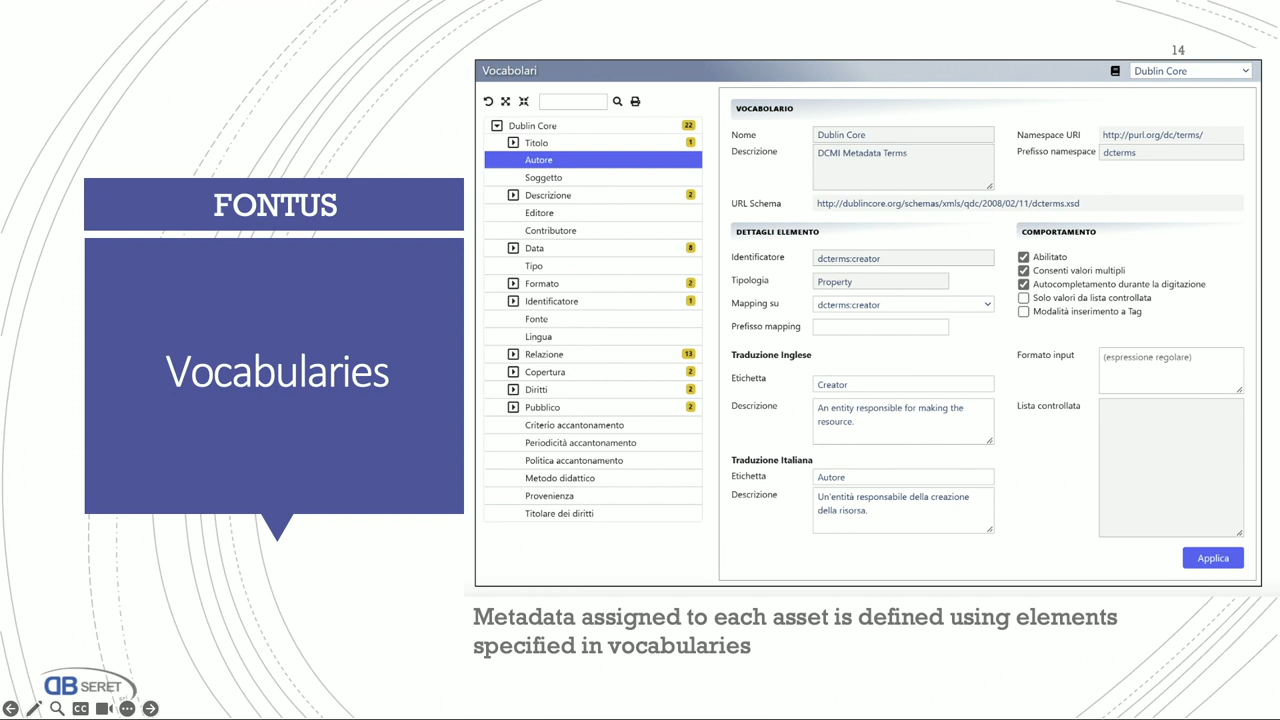 14
FONTUS
Vocabularies
Vocabolari
Dublin Core
Dublin Core
22
Titolo
1
Autore
Soggetto
Descrizione
2
Editore
Contributore
Data
8
Tipo
Formato
2
Identificatore
1
Fonte
Lingua
Relazione
13
Copertura
2
Diritti
2
Pubblico
2
Criterio accantonamento
Periodicità accantonamento
Politica accantonamento
Metodo didattico
Provenienza
Titolare dei diritti
VOCABOLARIO
Nome
Dublin Core
Namespace URI
http://purl.org/dc/terms/
Descrizione
DCMI Metadata Terms
Prefisso namespace
dcterms
URL Schema
http://dublincore.org/schemas/xmls/qdc/2008/02/11/dcterms.xsd
DETTAGLI ELEMENTO
Identificatore
dcterms:creator
Tipologia
Property
Mapping su
dcterms:creator
Prefisso mapping
Traduzione Inglese
Etichetta
Creator
Descrizione
An entity responsible for making the
resource.
Traduzione Italiana
Etichetta
Autore
Descrizione
Un'entità responsabile della creazione
della risorsa.
COMPORTAMENTO
Abilitato
Consenti valori multipli
Autocompletamento durante la digitazione
Solo valori da lista controllata
Modalità inserimento a Tag
Formato input
(espressione regolare)
Lista controllata
Applica
Metadata assigned to each asset is defined using elements
specified in vocabularies
DB SERET
CC